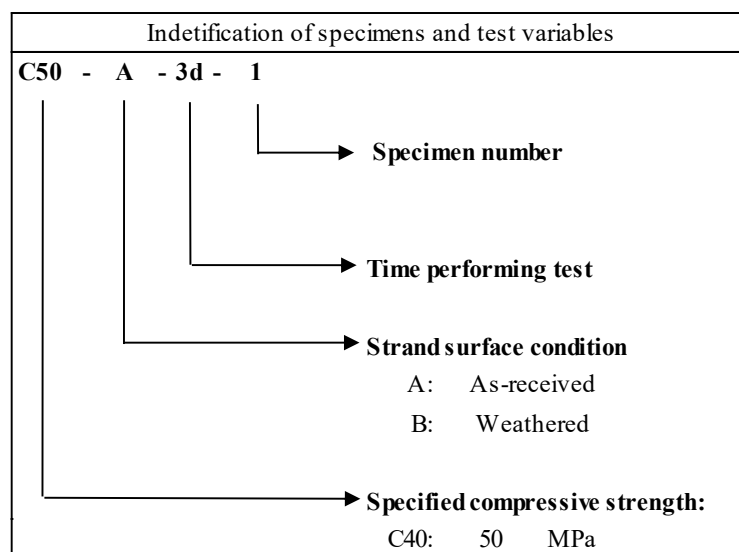 Indetification of specimens and test variables
C50 - A - 3d - 1
Specimen number
Time performing test
Strand surface condition
A: As-received
B: Weathered
Specified compressive strength:
C40: 50 MPa